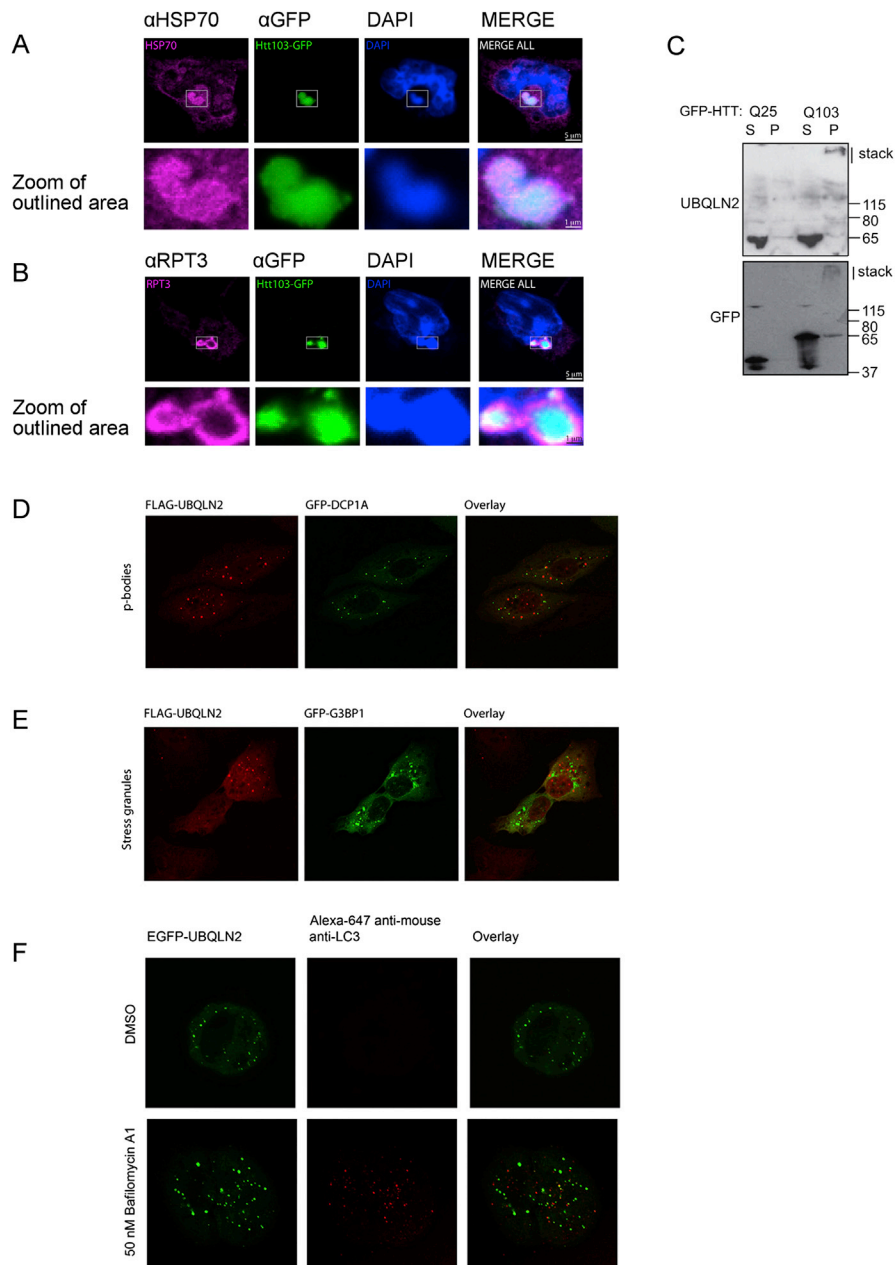 A
αHSP70 αGFP DAPI MERGE
HSP70 Htt103-GFP DAPI MERGE ALL
5 μm
Zoom of
outlined area
1 μm
B
αRPT3 αGFP DAPI MERGE
RPT3 Htt103-GFP DAPI MERGE ALL
5 μm
Zoom of
outlined area
1 μm
C
GFP-HTT: Q25 Q103
S P S P
stack
UBQLN2
115
80
65
stack
GFP
115
80
65
37
D
FLAG-UBQLN2 GFP-DCP1A Overlay
p-bodies
E
FLAG-UBQLN2 GFP-G3BP1 Overlay
Stress granules
F
EGFP-UBQLN2 Alexa-647 anti-mouse
anti-LC3 Overlay
DMSO
50 nM Bafilomycin A1